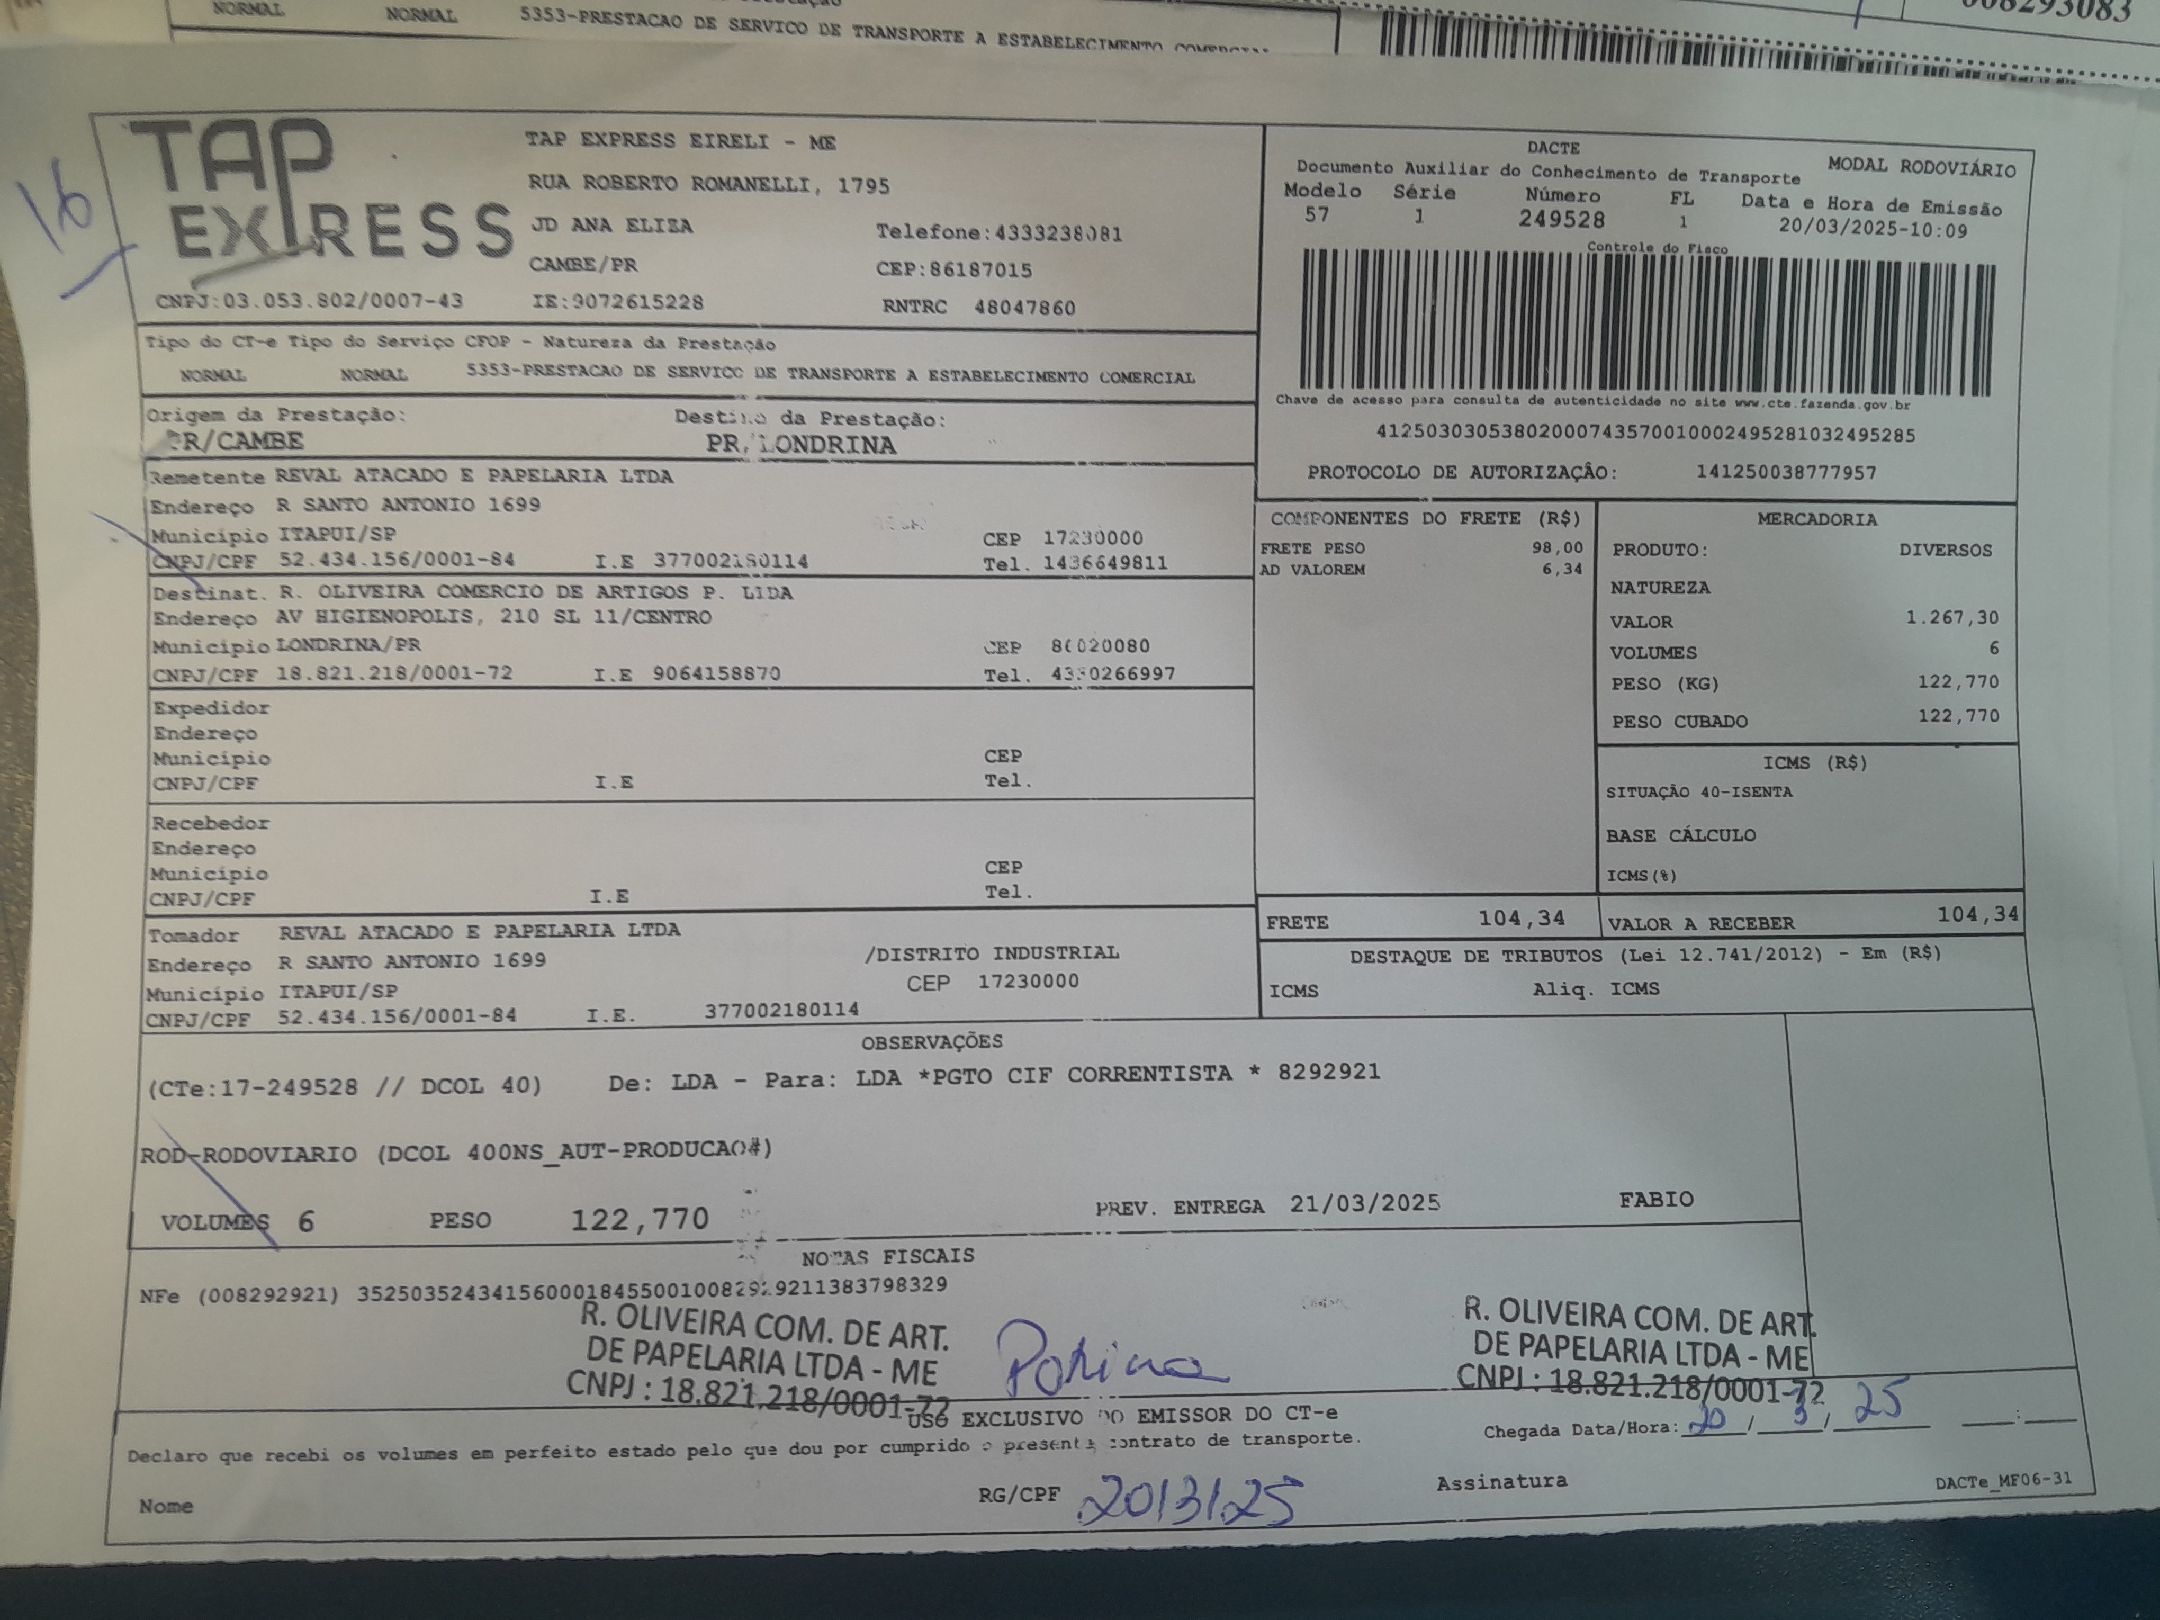 NORMAL NORMAL 5353-PRESTACAO DE SERVICO DE TRANSPORTE A ESTABELECIMENTO
008293083
16
TAP EXPRESS
TAP EXPRESS EIRELI - ME
RUA ROBERTO ROMANELLI, 1795
JD ANA ELIZA Telefone:4333238081
CAMBE/PR CEP:86187015
CNPJ:03.053.802/0007-43 IE:9072615228 RNTRC 48047860
DACTE
Documento Auxiliar do Conhecimento de Transporte MODAL RODOVIÁRIO
Modelo Série Número FL Data e Hora de Emissão
57 1 249528 1 20/03/2025-10:09
Controle do Fisco
Chave de acesso para consulta de autenticidade no site www.cte.fazenda.gov.br
41250303053802000743570010002495281032495285
PROTOCOLO DE AUTORIZAÇÃO: 141250038777957
Tipo do CT-e Tipo do Serviço CFOP - Natureza da Prestação
NORMAL NORMAL 5353-PRESTACAO DE SERVICO DE TRANSPORTE A ESTABELECIMENTO COMERCIAL
Origem da Prestação: Destino da Prestação:
PR/CAMBE PR/LONDRINA
Remetente REVAL ATACADO E PAPELARIA LTDA
Endereço R SANTO ANTONIO 1699
Município ITAPUI/SP CEP 17230000
CNPJ/CPF 52.434.156/0001-84 I.E 377002180114 Tel. 1436649811
Destinat. R. OLIVEIRA COMERCIO DE ARTIGOS P. LTDA
Endereço AV HIGIENOPOLIS, 210 SL 11/CENTRO
Município LONDRINA/PR CEP 86020080
CNPJ/CPF 18.821.218/0001-72 I.E 9064158870 Tel.
Expedidor
Endereço
Município CEP
CNPJ/CPF I.E Tel.
Recebedor
Endereço
Município CEP
CNPJ/CPF I.E Tel.
Tomador REVAL ATACADO E PAPELARIA LTDA
Endereço R SANTO ANTONIO 1699 /DISTRITO INDUSTRIAL
Município ITAPUI/SP CEP 17230000
CNPJ/CPF 52.434.156/0001-84 I.E. 377002180114
COMPONENTES DO FRETE (R$)
FRETE PESO 98,00
AD VALOREM 6,34
MERCADORIA
PRODUTO: DIVERSOS
NATUREZA
VALOR 1.267,30
VOLUMES 6
PESO (KG) 122,770
PESO CUBADO 122,770
ICMS (R$)
SITUAÇÃO 40-ISENTA
BASE CÁLCULO
ICMS(%)
FRETE 104,34 VALOR A RECEBER 104,34
DESTAQUE DE TRIBUTOS (Lei 12.741/2012) - Em (R$)
ICMS Aliq. ICMS
OBSERVAÇÕES
(CTe:17-249528 // DCOL 40) De: LDA - Para: LDA *PGTO CIF CORRENTISTA * 8292921
ROD-RODOVIARIO (DCOL 400NS_AUT-PRODUCAO#)
VOLUMES 6 PESO 122,770 PREV. ENTREGA 21/03/2025 FABIO
NOTAS FISCAIS
NFe (008292921) 35250352434156000184550010082929211383798329
R. OLIVEIRA COM. DE ART.
DE PAPELARIA LTDA - ME
CNPJ : 18.821.218/0001-72
R. OLIVEIRA COM. DE ART.
DE PAPELARIA LTDA - ME
CNPJ : 18.821.218/0001-72
USO EXCLUSIVO DO EMISSOR DO CT-e
Chegada Data/Hora: 20/3/25 :
Declaro que recebi os volumes em perfeito estado pelo que dou por cumprido o presente contrato de transporte.
Nome RG/CPF 20/3/25 Assinatura DACTe_MF06-31